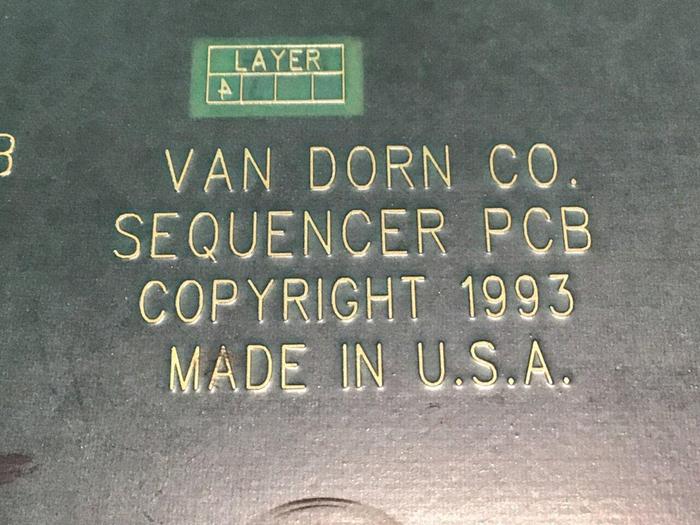 LAYER
4
VAN DORN CO.
SEQUENCER PCB
COPYRIGHT 1993
MADE IN U.S.A.